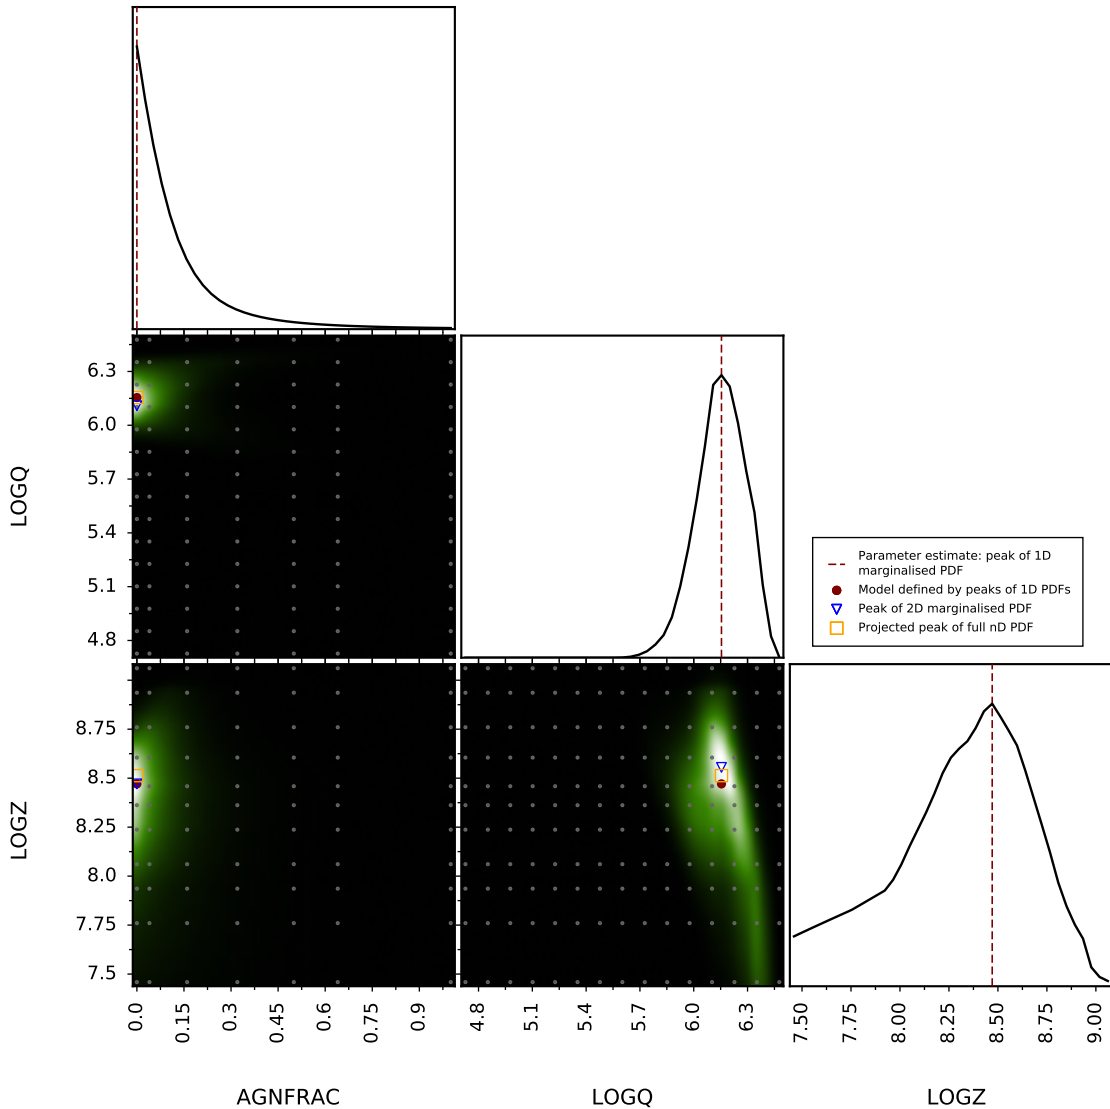 6.3
6.0
5.7
5.4
5.1
4.8
LOGQ
Parameter estimate: peak of 1D
marginalised PDF
Model defined by peaks of 1D PDFs
Peak of 2D marginalised PDF
Projected peak of full nD PDF
8.75
8.5
8.25
8.0
7.75
7.5
LOGZ
0.0 0.15 0.3 0.45 0.6 0.75 0.9
4.8 5.1 5.4 5.7 6.0 6.3
7.50 7.75 8.00 8.25 8.50 8.75 9.00
AGNFRAC LOGQ LOGZ